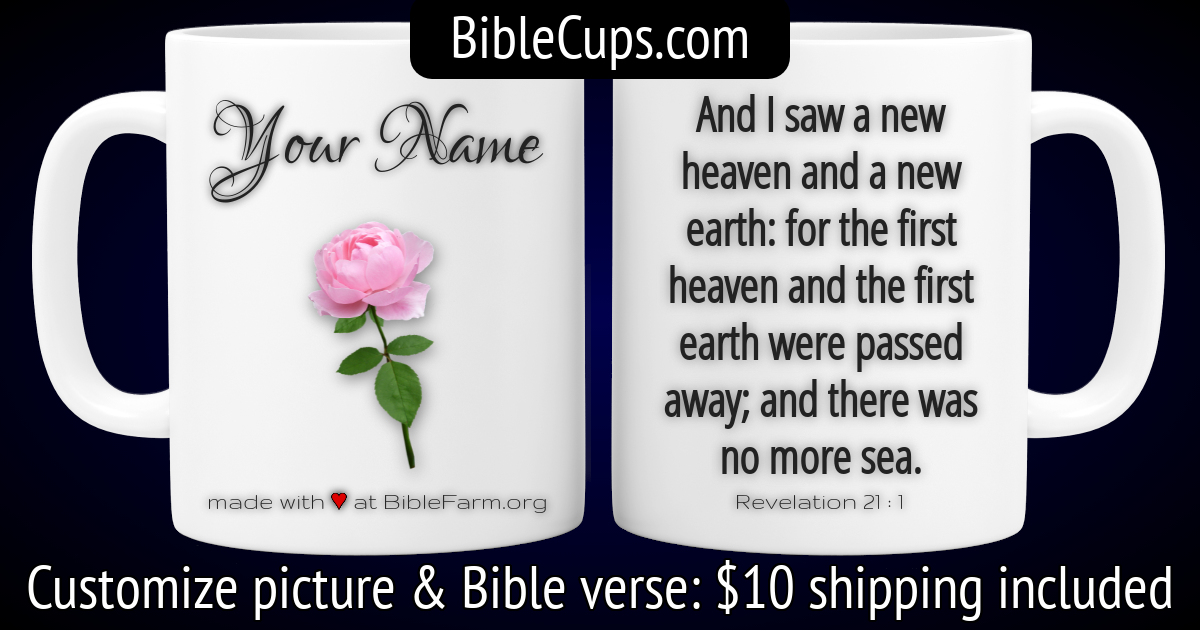 BibleCups.com
Your Name
made with ♥ at BibleFarm.org
And I saw a new
heaven and a new
earth: for the first
heaven and the first
earth were passed
away; and there was
no more sea.
Revelation 21 : 1
Customize picture & Bible verse: $10 shipping included